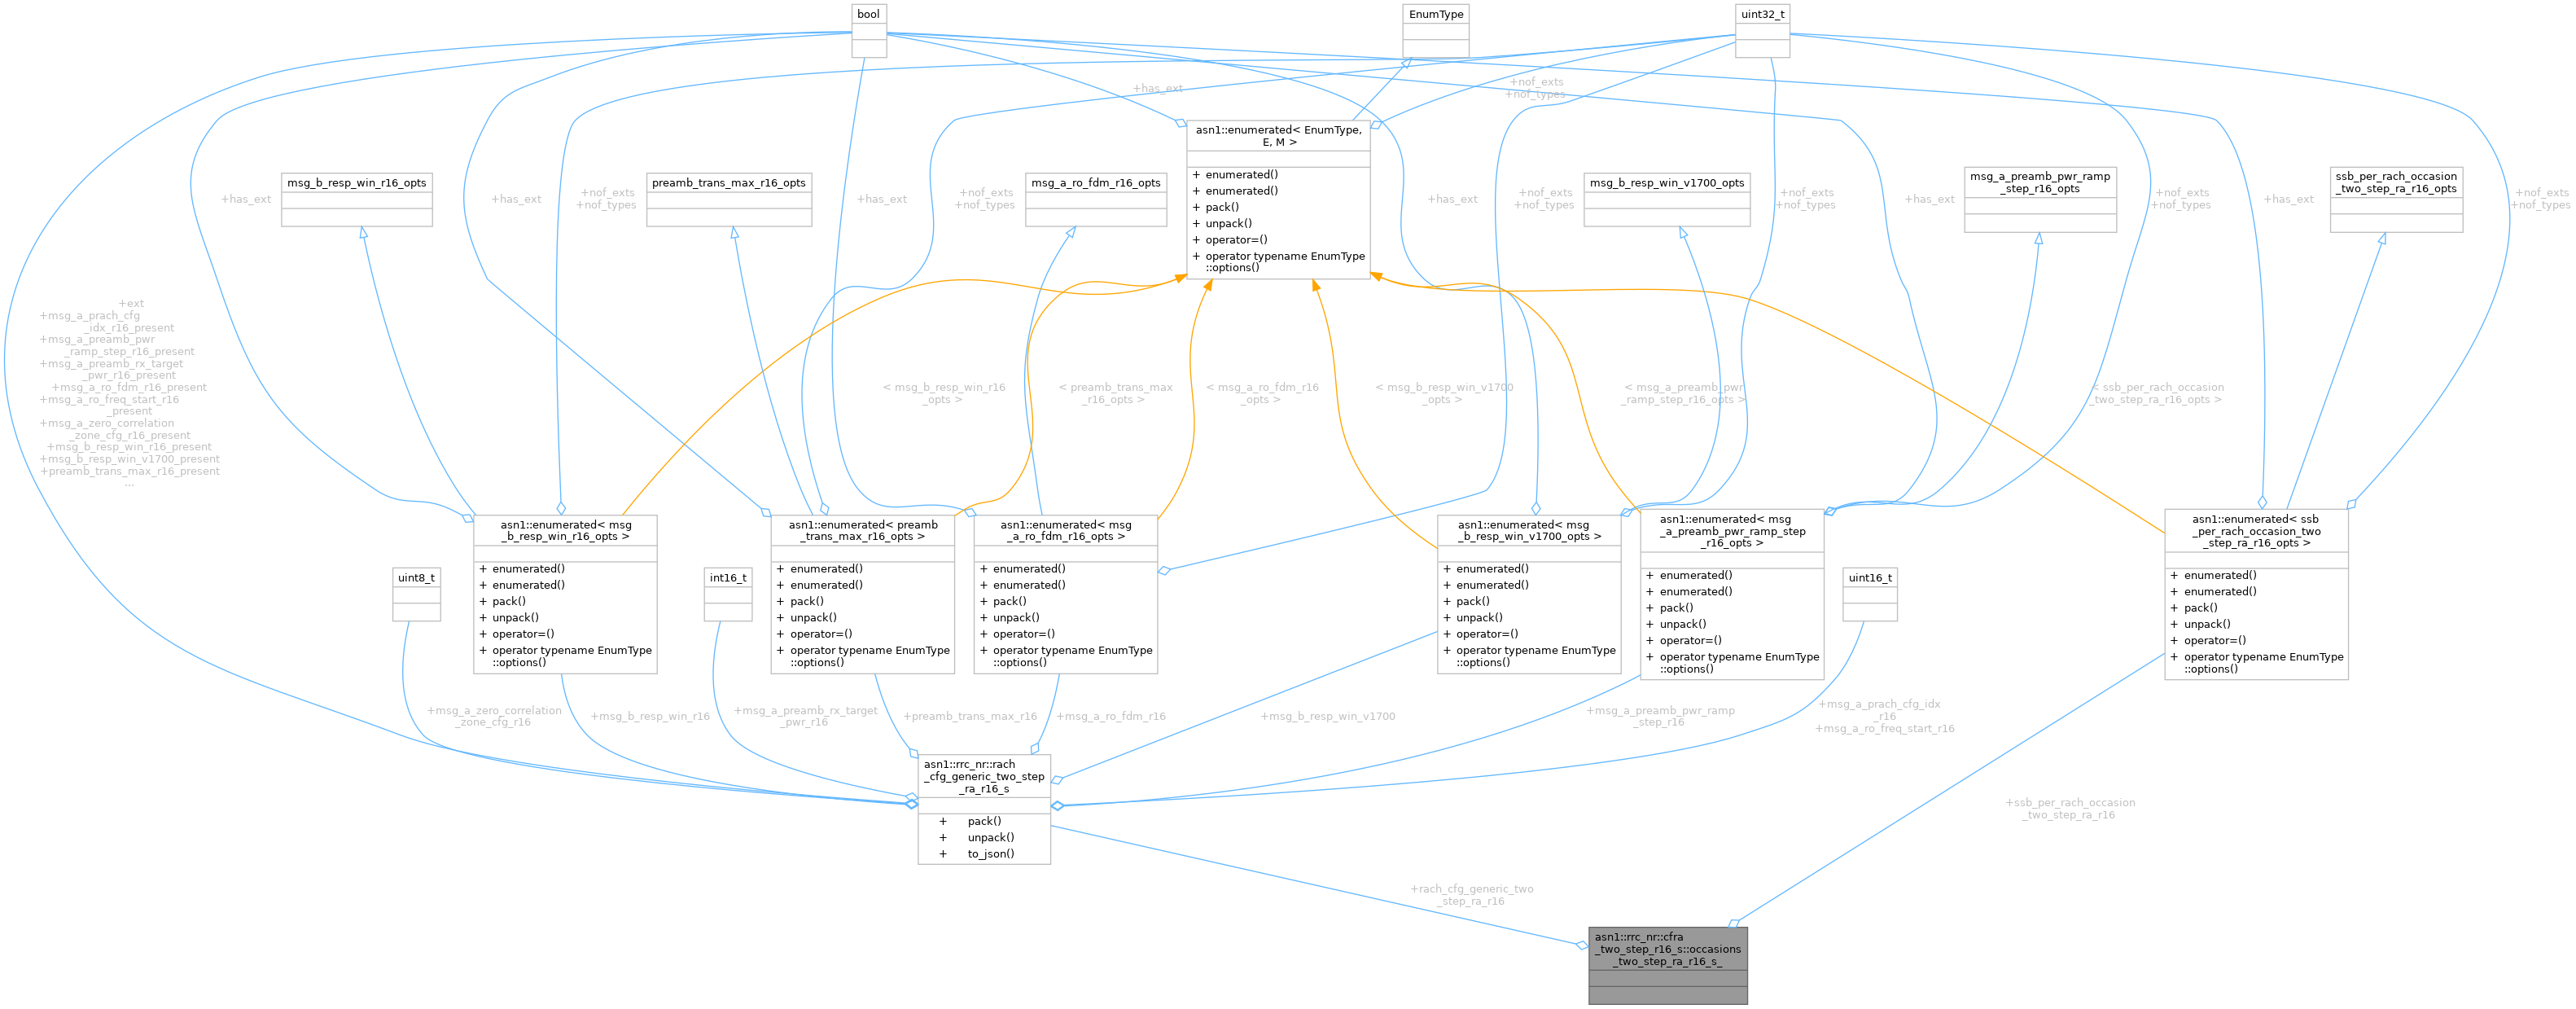 bool
EnumType
uint32_t
+has_ext
+nof_exts
+nof_types
asn1::enumerated< EnumType,
E, M >
+ enumerated()
+ enumerated()
+ pack()
+ unpack()
+ operator=()
+ operator typename EnumType
::options()
msg_b_resp_win_r16_opts
preamb_trans_max_r16_opts
msg_a_ro_fdm_r16_opts
msg_b_resp_win_v1700_opts
msg_a_preamb_pwr_ramp
_step_r16_opts
ssb_per_rach_occasion
_two_step_ra_r16_opts
+has_ext
+nof_exts
+nof_types
+has_ext
+has_ext
+nof_exts
+nof_types
+has_ext
+nof_exts
+nof_types
+nof_exts
+nof_types
+has_ext
+nof_exts
+nof_types
+has_ext
+nof_exts
+nof_types
+ext
+msg_a_prach_cfg
_idx_r16_present
+msg_a_preamb_pwr
_ramp_step_r16_present
+msg_a_preamb_rx_target
_pwr_r16_present
+msg_a_ro_fdm_r16_present
+msg_a_ro_freq_start_r16
_present
+msg_a_zero_correlation
_zone_cfg_r16_present
+msg_b_resp_win_r16_present
+msg_b_resp_win_v1700_present
+preamb_trans_max_r16_present
...
< msg_b_resp_win_r16
_opts >
< preamb_trans_max
_r16_opts >
< msg_a_ro_fdm_r16
_opts >
< msg_b_resp_win_v1700
_opts >
< msg_a_preamb_pwr
_ramp_step_r16_opts >
< ssb_per_rach_occasion
_two_step_ra_r16_opts >
uint8_t
asn1::enumerated< msg
_b_resp_win_r16_opts >
+ enumerated()
+ enumerated()
+ pack()
+ unpack()
+ operator=()
+ operator typename EnumType
::options()
int16_t
asn1::enumerated< preamb
_trans_max_r16_opts >
+ enumerated()
+ enumerated()
+ pack()
+ unpack()
+ operator=()
+ operator typename EnumType
::options()
asn1::enumerated< msg
_a_ro_fdm_r16_opts >
+ enumerated()
+ enumerated()
+ pack()
+ unpack()
+ operator=()
+ operator typename EnumType
::options()
asn1::enumerated< msg
_b_resp_win_v1700_opts >
+ enumerated()
+ enumerated()
+ pack()
+ unpack()
+ operator=()
+ operator typename EnumType
::options()
asn1::enumerated< msg
_a_preamb_pwr_ramp_step
_r16_opts >
+ enumerated()
+ enumerated()
+ pack()
+ unpack()
+ operator=()
+ operator typename EnumType
::options()
uint16_t
asn1::enumerated< ssb
_per_rach_occasion_two
_step_ra_r16_opts >
+ enumerated()
+ enumerated()
+ pack()
+ unpack()
+ operator=()
+ operator typename EnumType
::options()
+msg_a_zero_correlation
_zone_cfg_r16
+msg_b_resp_win_r16
+msg_a_preamb_rx_target
_pwr_r16
+preamb_trans_max_r16
+msg_a_ro_fdm_r16
+msg_b_resp_win_v1700
+msg_a_preamb_pwr_ramp
_step_r16
+msg_a_prach_cfg_idx
_r16
+msg_a_ro_freq_start_r16
asn1::rrc_nr::rach
_cfg_generic_two_step
_ra_r16_s
+ pack()
+ unpack()
+ to_json()
+ssb_per_rach_occasion
_two_step_ra_r16
+rach_cfg_generic_two
_step_ra_r16
asn1::rrc_nr::cfra
_two_step_r16_s::occasions
_two_step_ra_r16_s_